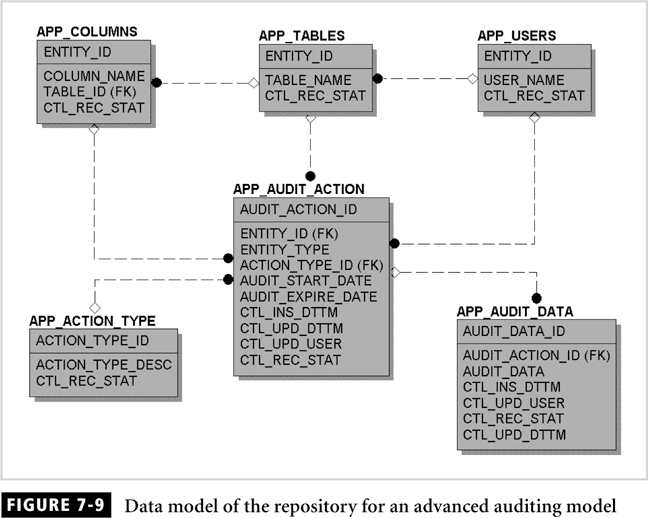 APP_COLUMNS
ENTITY_ID
COLUMN_NAME
TABLE_ID (FK)
CTL_REC_STAT
APP_TABLES
ENTITY_ID
TABLE_NAME
CTL_REC_STAT
APP_USERS
ENTITY_ID
USER_NAME
CTL_REC_STAT
APP_AUDIT_ACTION
AUDIT_ACTION_ID
ENTITY_ID (FK)
ENTITY_TYPE
ACTION_TYPE_ID (FK)
AUDIT_START_DATE
AUDIT_EXPIRE_DATE
CTL_INS_DTTM
CTL_UPD_DTTM
CTL_UPD_USER
CTL_REC_STAT
APP_ACTION_TYPE
ACTION_TYPE_ID
ACTION_TYPE_DESC
CTL_REC_STAT
APP_AUDIT_DATA
AUDIT_DATA_ID
AUDIT_ACTION_ID (FK)
AUDIT_DATA
CTL_INS_DTTM
CTL_UPD_USER
CTL_REC_STAT
CTL_UPD_DTTM
FIGURE 7-9 Data model of the repository for an advanced auditing model